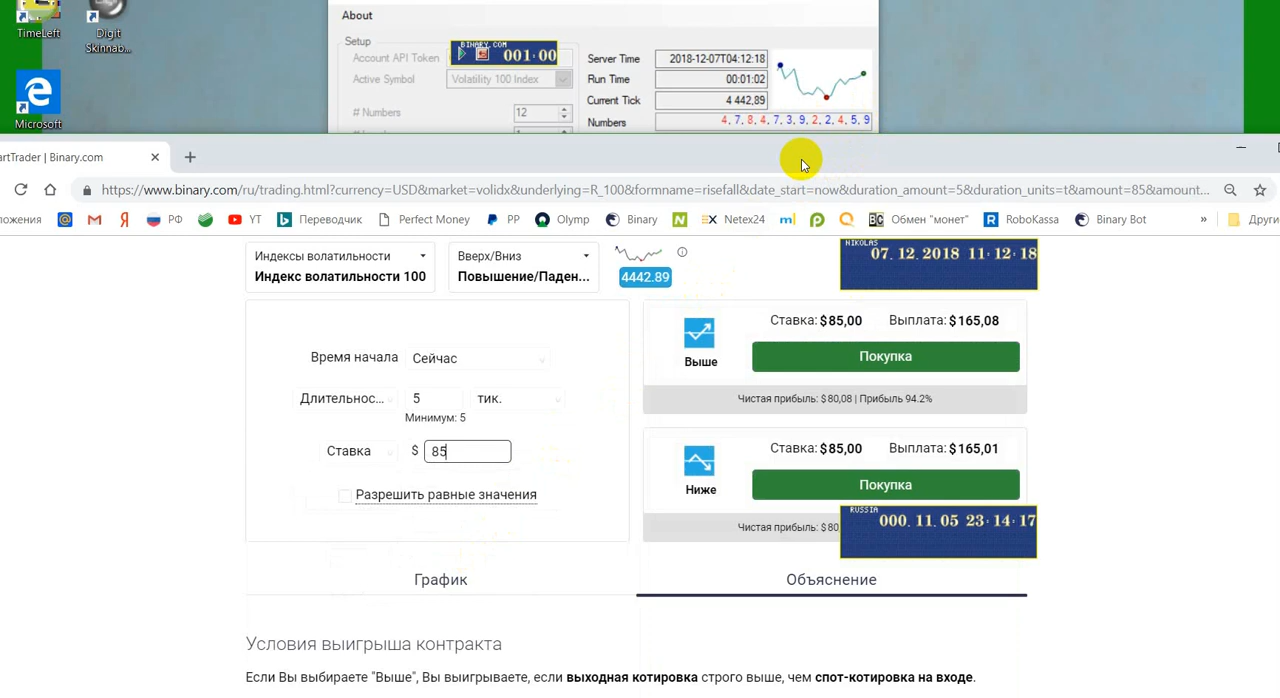 TimeLeft
Digit
Skinnab...
Microsoft
About
Setup
Account API Token
BINARY.COM
001:00
Active Symbol
Volatility 100 Index
# Numbers
12
Server Time
2018-12-07T04:12:18
Run Time
00:01:02
Current Tick
4 442,89
Numbers
4, 7, 8, 4, 7, 3, 9, 2, 2, 4, 5, 9
artTrader | Binary.com
https://www.binary.com/ru/trading.html?currency=USD&market=volidx&underlying=R_100&formname=risefall&date_start=now&duration_amount=5&duration_units=t&amount=85&amount...
ложения
РФ
YT
Переводчик
Perfect Money
PP
Olymp
Binary
Netex24
Обмен "монет"
RoboKassa
Binary Bot
»
Други
Индексы волатильности
Индекс волатильности 100
Вверх/Вниз
Повышение/Паден...
4442.89
NIKOLAS
07.12.2018 11:12:18
Время начала
Сейчас
Длительнос...
5
тик.
Минимум: 5
Ставка
$
85
Разрешить равные значения
Выше
Ставка: $85,00
Выплата: $165,08
Покупка
Чистая прибыль: $ 80,08 | Прибыль 94.2%
Ниже
Ставка: $85,00
Выплата: $165,01
Покупка
Чистая прибыль: $ 80,
RUSSIA
000.11.05 23:14:17
График
Объяснение
Условия выигрыша контракта
Если Вы выбираете "Выше", Вы выигрываете, если выходная котировка строго выше, чем спот-котировка на входе.